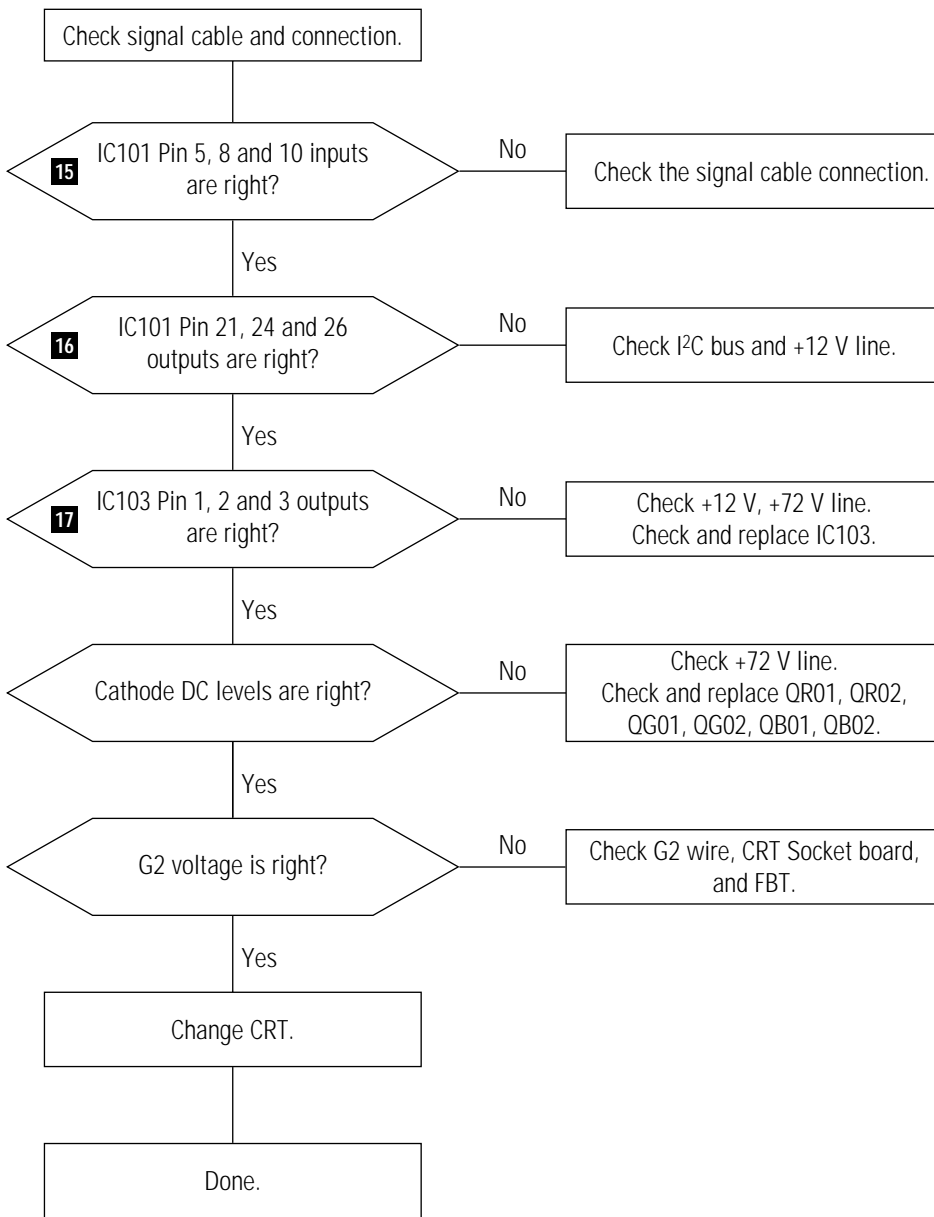 Check signal cable and connection.
15
IC101 Pin 5, 8 and 10 inputs
are right?
No
Check the signal cable connection.
Yes
16
IC101 Pin 21, 24 and 26
outputs are right?
No
Check I²C bus and +12 V line.
Yes
17
IC103 Pin 1, 2 and 3 outputs
are right?
No
Check +12 V, +72 V line.
Check and replace IC103.
Yes
Cathode DC levels are right?
No
Check +72 V line.
Check and replace QR01, QR02,
QG01, QG02, QB01, QB02.
Yes
G2 voltage is right?
No
Check G2 wire, CRT Socket board,
and FBT.
Yes
Change CRT.
Done.